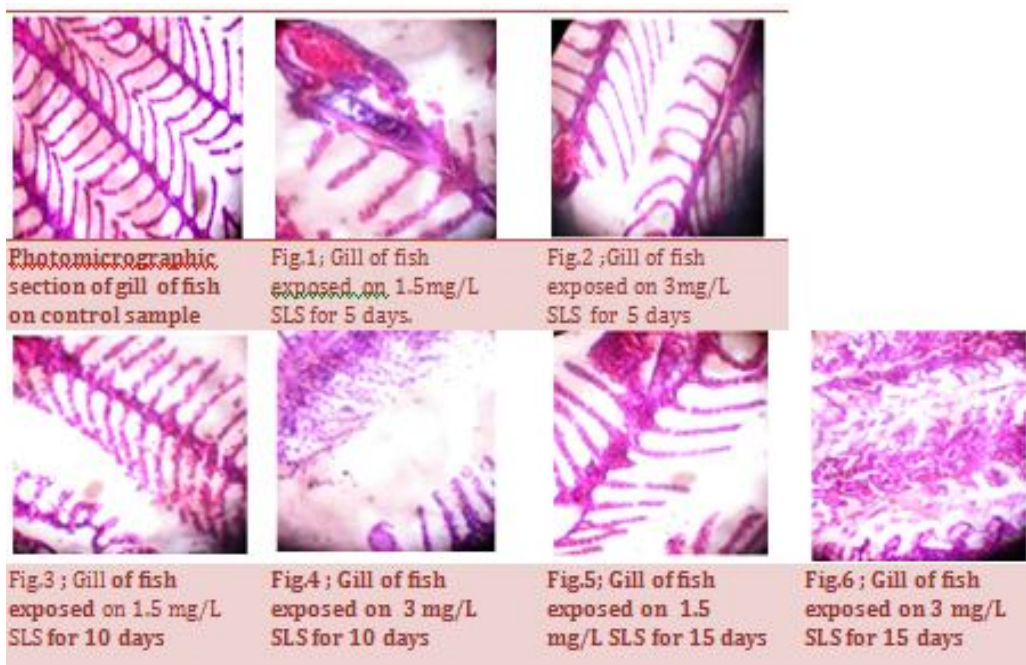 Photomicrographic
section of gill of fish
on control sample
Fig.1; Gill of fish
exposed on 1.5mg/L
SLS for 5 days.
Fig.2 ;Gill of fish
exposed on 3mg/L
SLS for 5 days
Fig.3 ; Gill of fish
exposed on 1.5 mg/L
SLS for 10 days
Fig.4 ; Gill of fish
exposed on 3 mg/L
SLS for 10 days
Fig.5; Gill of fish
exposed on 1.5
mg/L SLS for 15 days
Fig.6 ; Gill of fish
exposed on 3 mg/L
SLS for 15 days